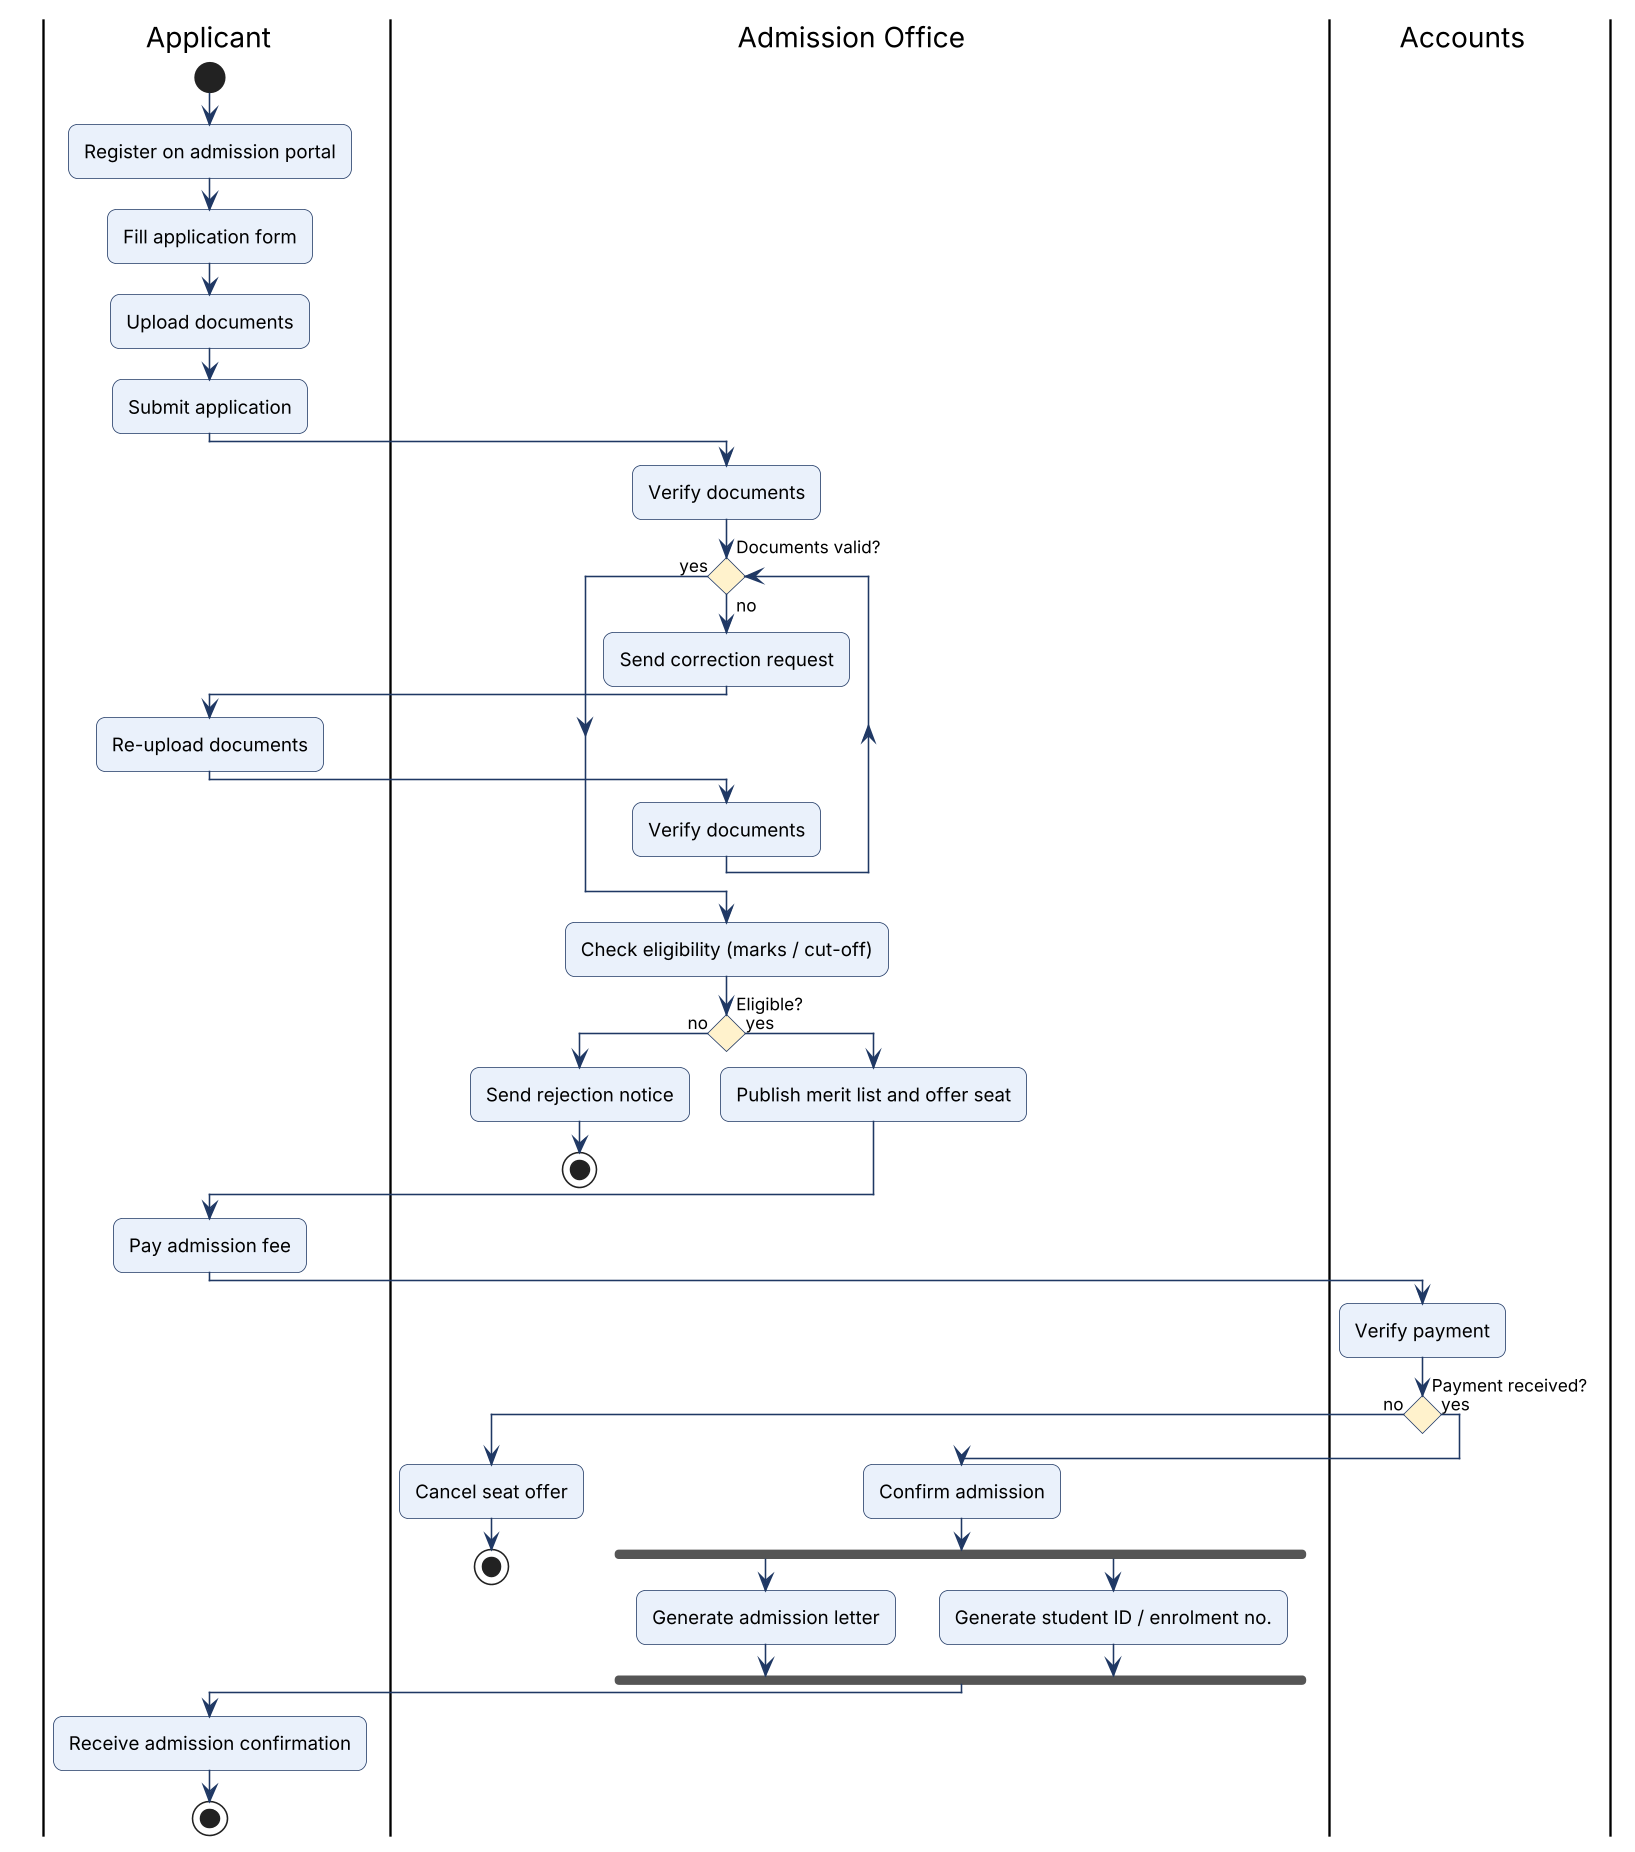 Applicant
Admission Office
Accounts
Register on admission portal
Fill application form
Upload documents
Submit application
Verify documents
Documents valid?
yes
no
Send correction request
Re-upload documents
Verify documents
Check eligibility (marks / cut-off)
Eligible?
no
yes
Send rejection notice
Publish merit list and offer seat
Pay admission fee
Verify payment
Payment received?
no
yes
Cancel seat offer
Confirm admission
Generate admission letter
Generate student ID / enrolment no.
Receive admission confirmation